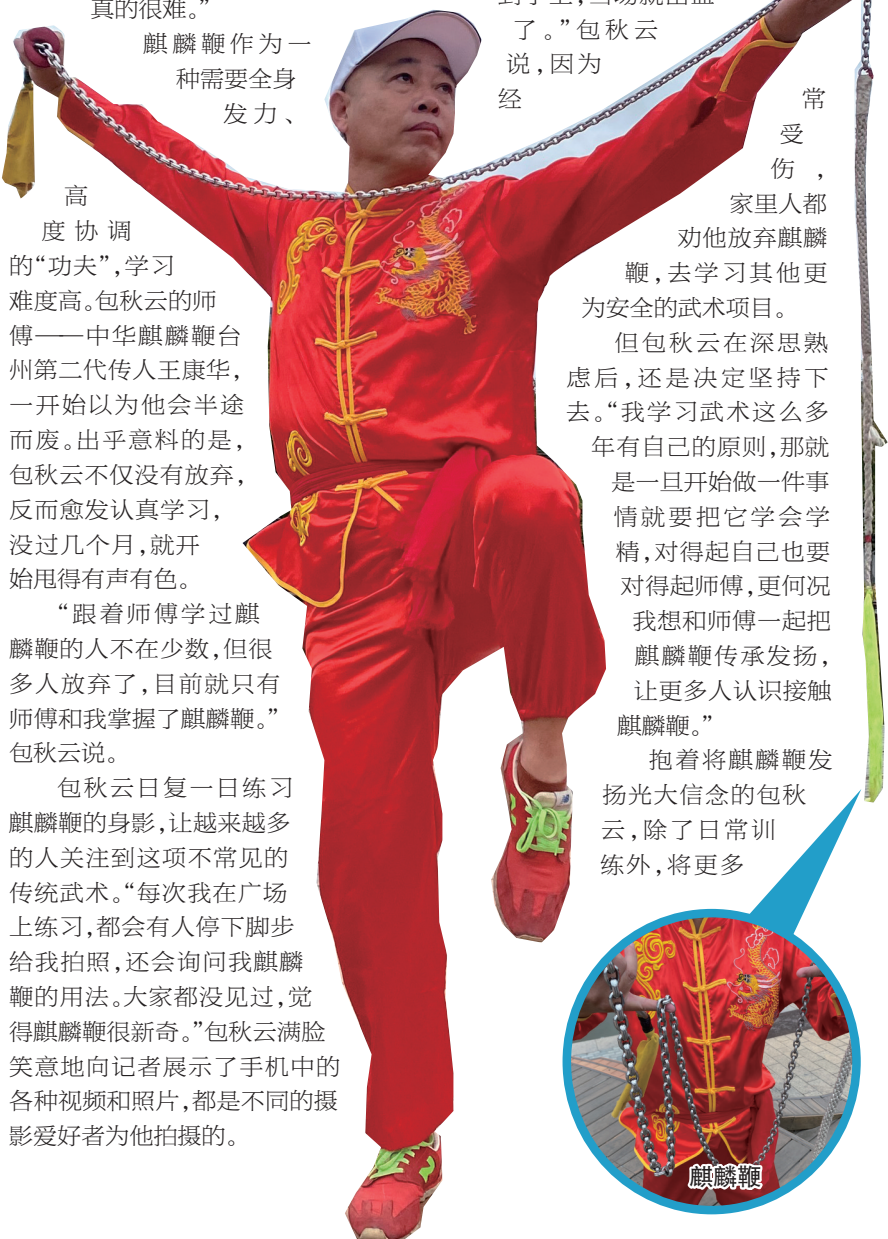 真的很难。”
麒麟鞭作为一
种需要全身
发力、
高
度协调
的“功夫”,学习
难度高。包秋云的师
傅——中华麒麟鞭台
州第二代传人王康华,
一开始以为他会半途
而废。出乎意料的是,
包秋云不仅没有放弃,
反而愈发认真学习,
没过几个月,就开
始甩得有声有色。
“跟着师傅学过麒
麟鞭的人不在少数,但很
多人放弃了,目前就只有
师傅和我掌握了麒麟鞭。”
包秋云说。
包秋云日复一日练习
麒麟鞭的身影,让越来越多
的人关注到这项不常见的
传统武术。“每次我在广场
上练习,都会有人停下脚步
给我拍照,还会询问我麒麟
鞭的用法。大家都没见过,觉
得麒麟鞭很新奇。”包秋云满脸
笑意地向记者展示了手机中的
各种视频和照片,都是不同的摄
影爱好者为他拍摄的。
了。”包秋云
说,因为
经
常
受
伤,
家里人都
劝他放弃麒麟
鞭,去学习其他更
为安全的武术项目。
但包秋云在深思熟
虑后,还是决定坚持下
去。“我学习武术这么多
年有自己的原则,那就
是一旦开始做一件事
情就要把它学会学
精,对得起自己也要
对得起师傅,更何况
我想和师傅一起把
麒麟鞭传承发扬,
让更多人认识接触
麒麟鞭。”
抱着将麒麟鞭发
扬光大信念的包秋
云,除了日常训
练外,将更多
麒麟鞭